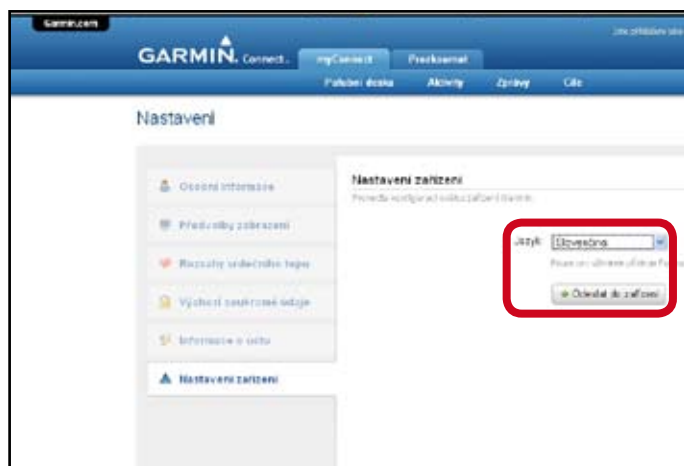 Garmin.com
GARMIN. Connect..
myConnect Prozkoumat
Palubní deska Aktivity Zprávy Cíle
Nastavení
Osobní informace
Předvolby zobrazení
Rozsahy srdečního tepu
Výchozí soukromé údaje
Informace o účtu
Nastavení zařízení
Nastavení zařízení
Jazyk: Slovenčina
Odeslat do zařízení